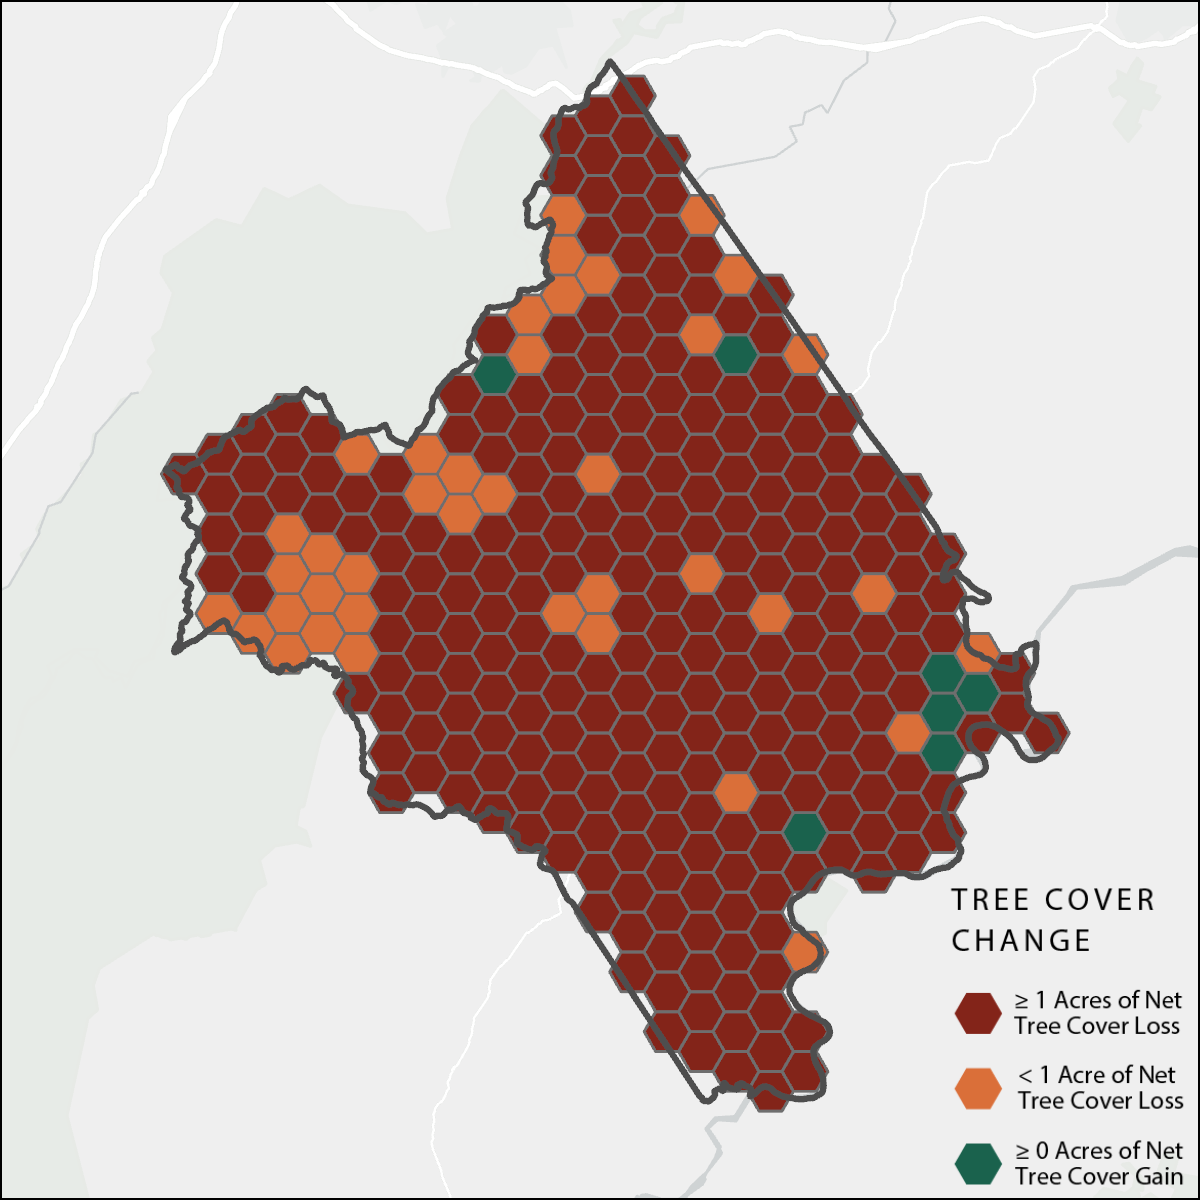 TREE COVER
CHANGE
≥ 1 Acres of Net
Tree Cover Loss
< 1 Acre of Net
Tree Cover Loss
≥ 0 Acres of Net
Tree Cover Gain